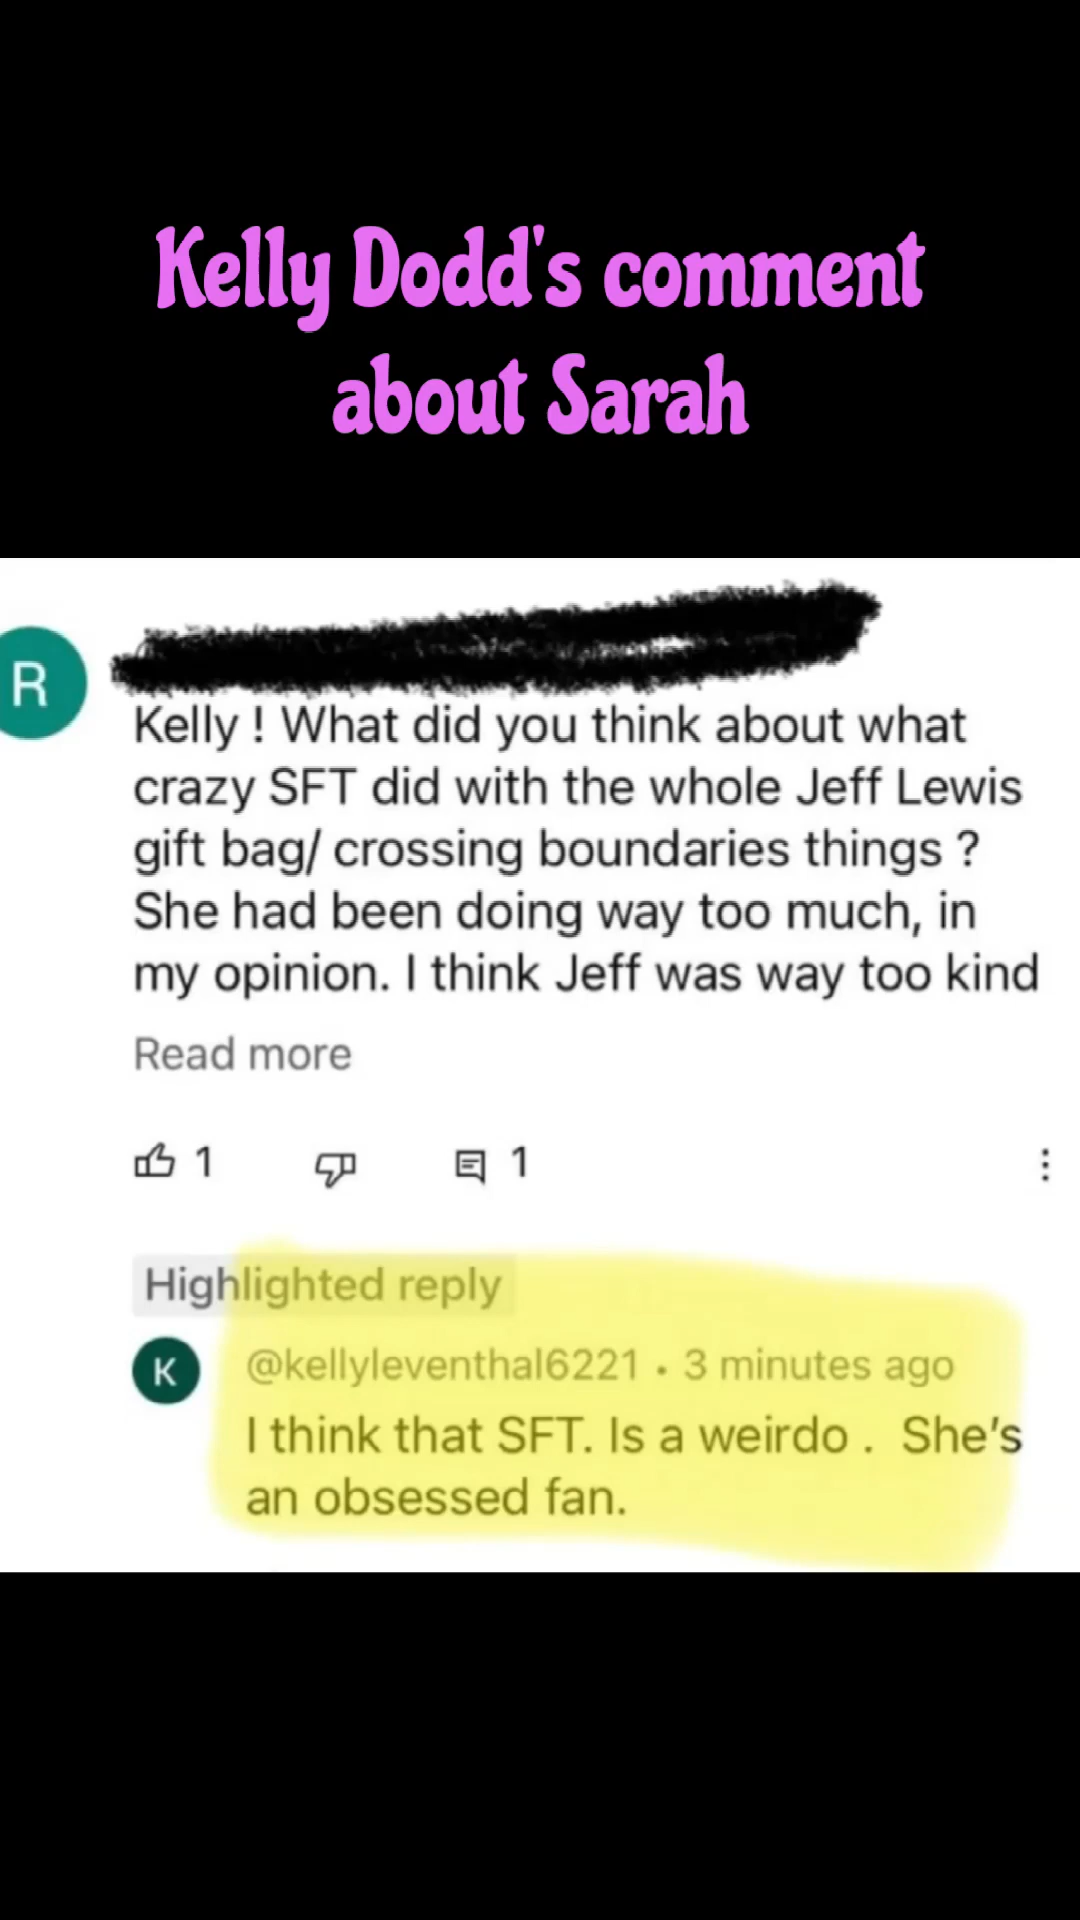 Kelly Dodd's comment
about Sarah
R
Kelly ! What did you think about what
crazy SFT did with the whole Jeff Lewis
gift bag/ crossing boundaries things ?
She had been doing way too much, in
my opinion. I think Jeff was way too kind
Read more
1 1
Highlighted reply
K @kellyleventhal6221 • 3 minutes ago
I think that SFT. Is a weirdo . She's
an obsessed fan.